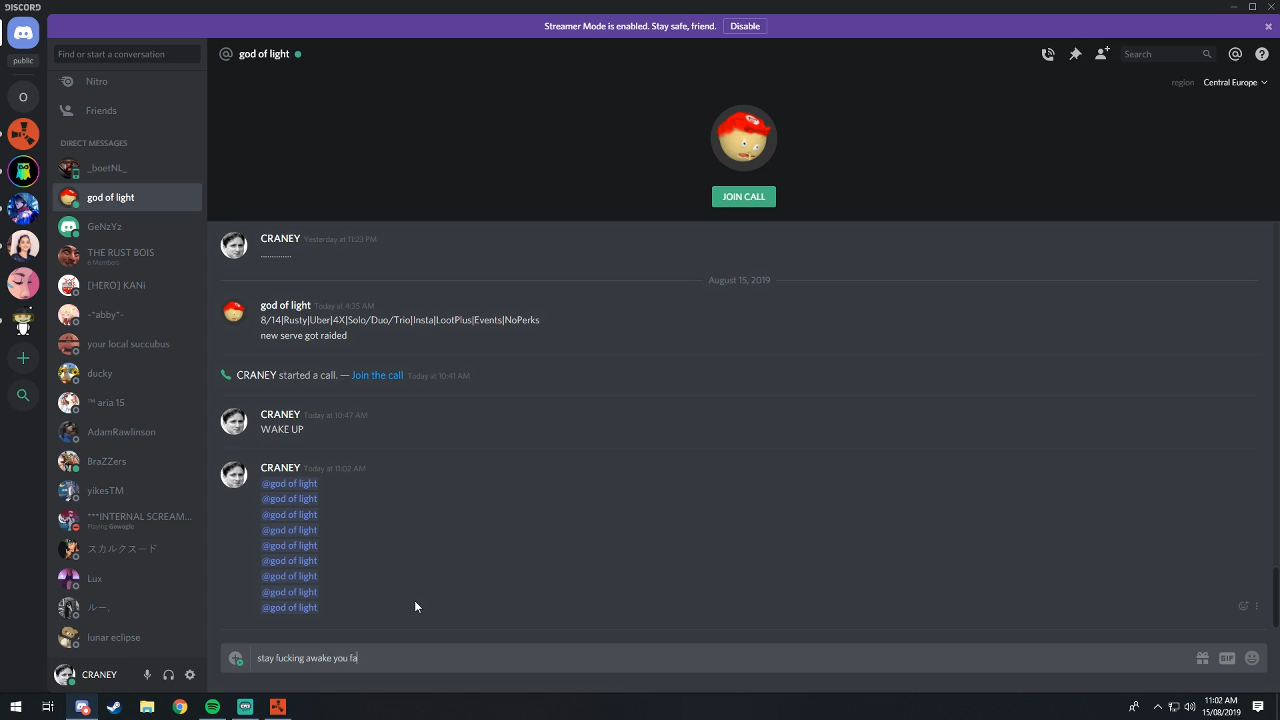 DISCORD
Streamer Mode is enabled. Stay safe, friend. Disable
Find or start a conversation
@ god of light
Search
public
Nitro
region Central Europe
O
Friends
DIRECT MESSAGES
_boetNL_
god of light
GeNzYz
THE RUST BOIS
6 Members
[HERO] KANi
-*abby*-
your local succubus
ducky
™ aria 15
AdamRawlinson
BraZZers
yikesTM
***INTERNAL SCREAM...
Playing Gowogle
スカルクスード
Lux
ルー、
lunar eclipse
CRANEY
JOIN CALL
CRANEY Yesterday at 11:23 PM
..............
August 15, 2019
god of light Today at 4:35 AM
8/14|Rusty|Uber|4X|Solo/Duo/Trio|Insta|LootPlus|Events|NoPerks
new serve got raided
CRANEY started a call. — Join the call Today at 10:41 AM
CRANEY Today at 10:47 AM
WAKE UP
CRANEY Today at 11:02 AM
@god of light
@god of light
@god of light
@god of light
@god of light
@god of light
@god of light
@god of light
@god of light
stay fucking awake you fa
GIF
11:02 AM
15/08/2019